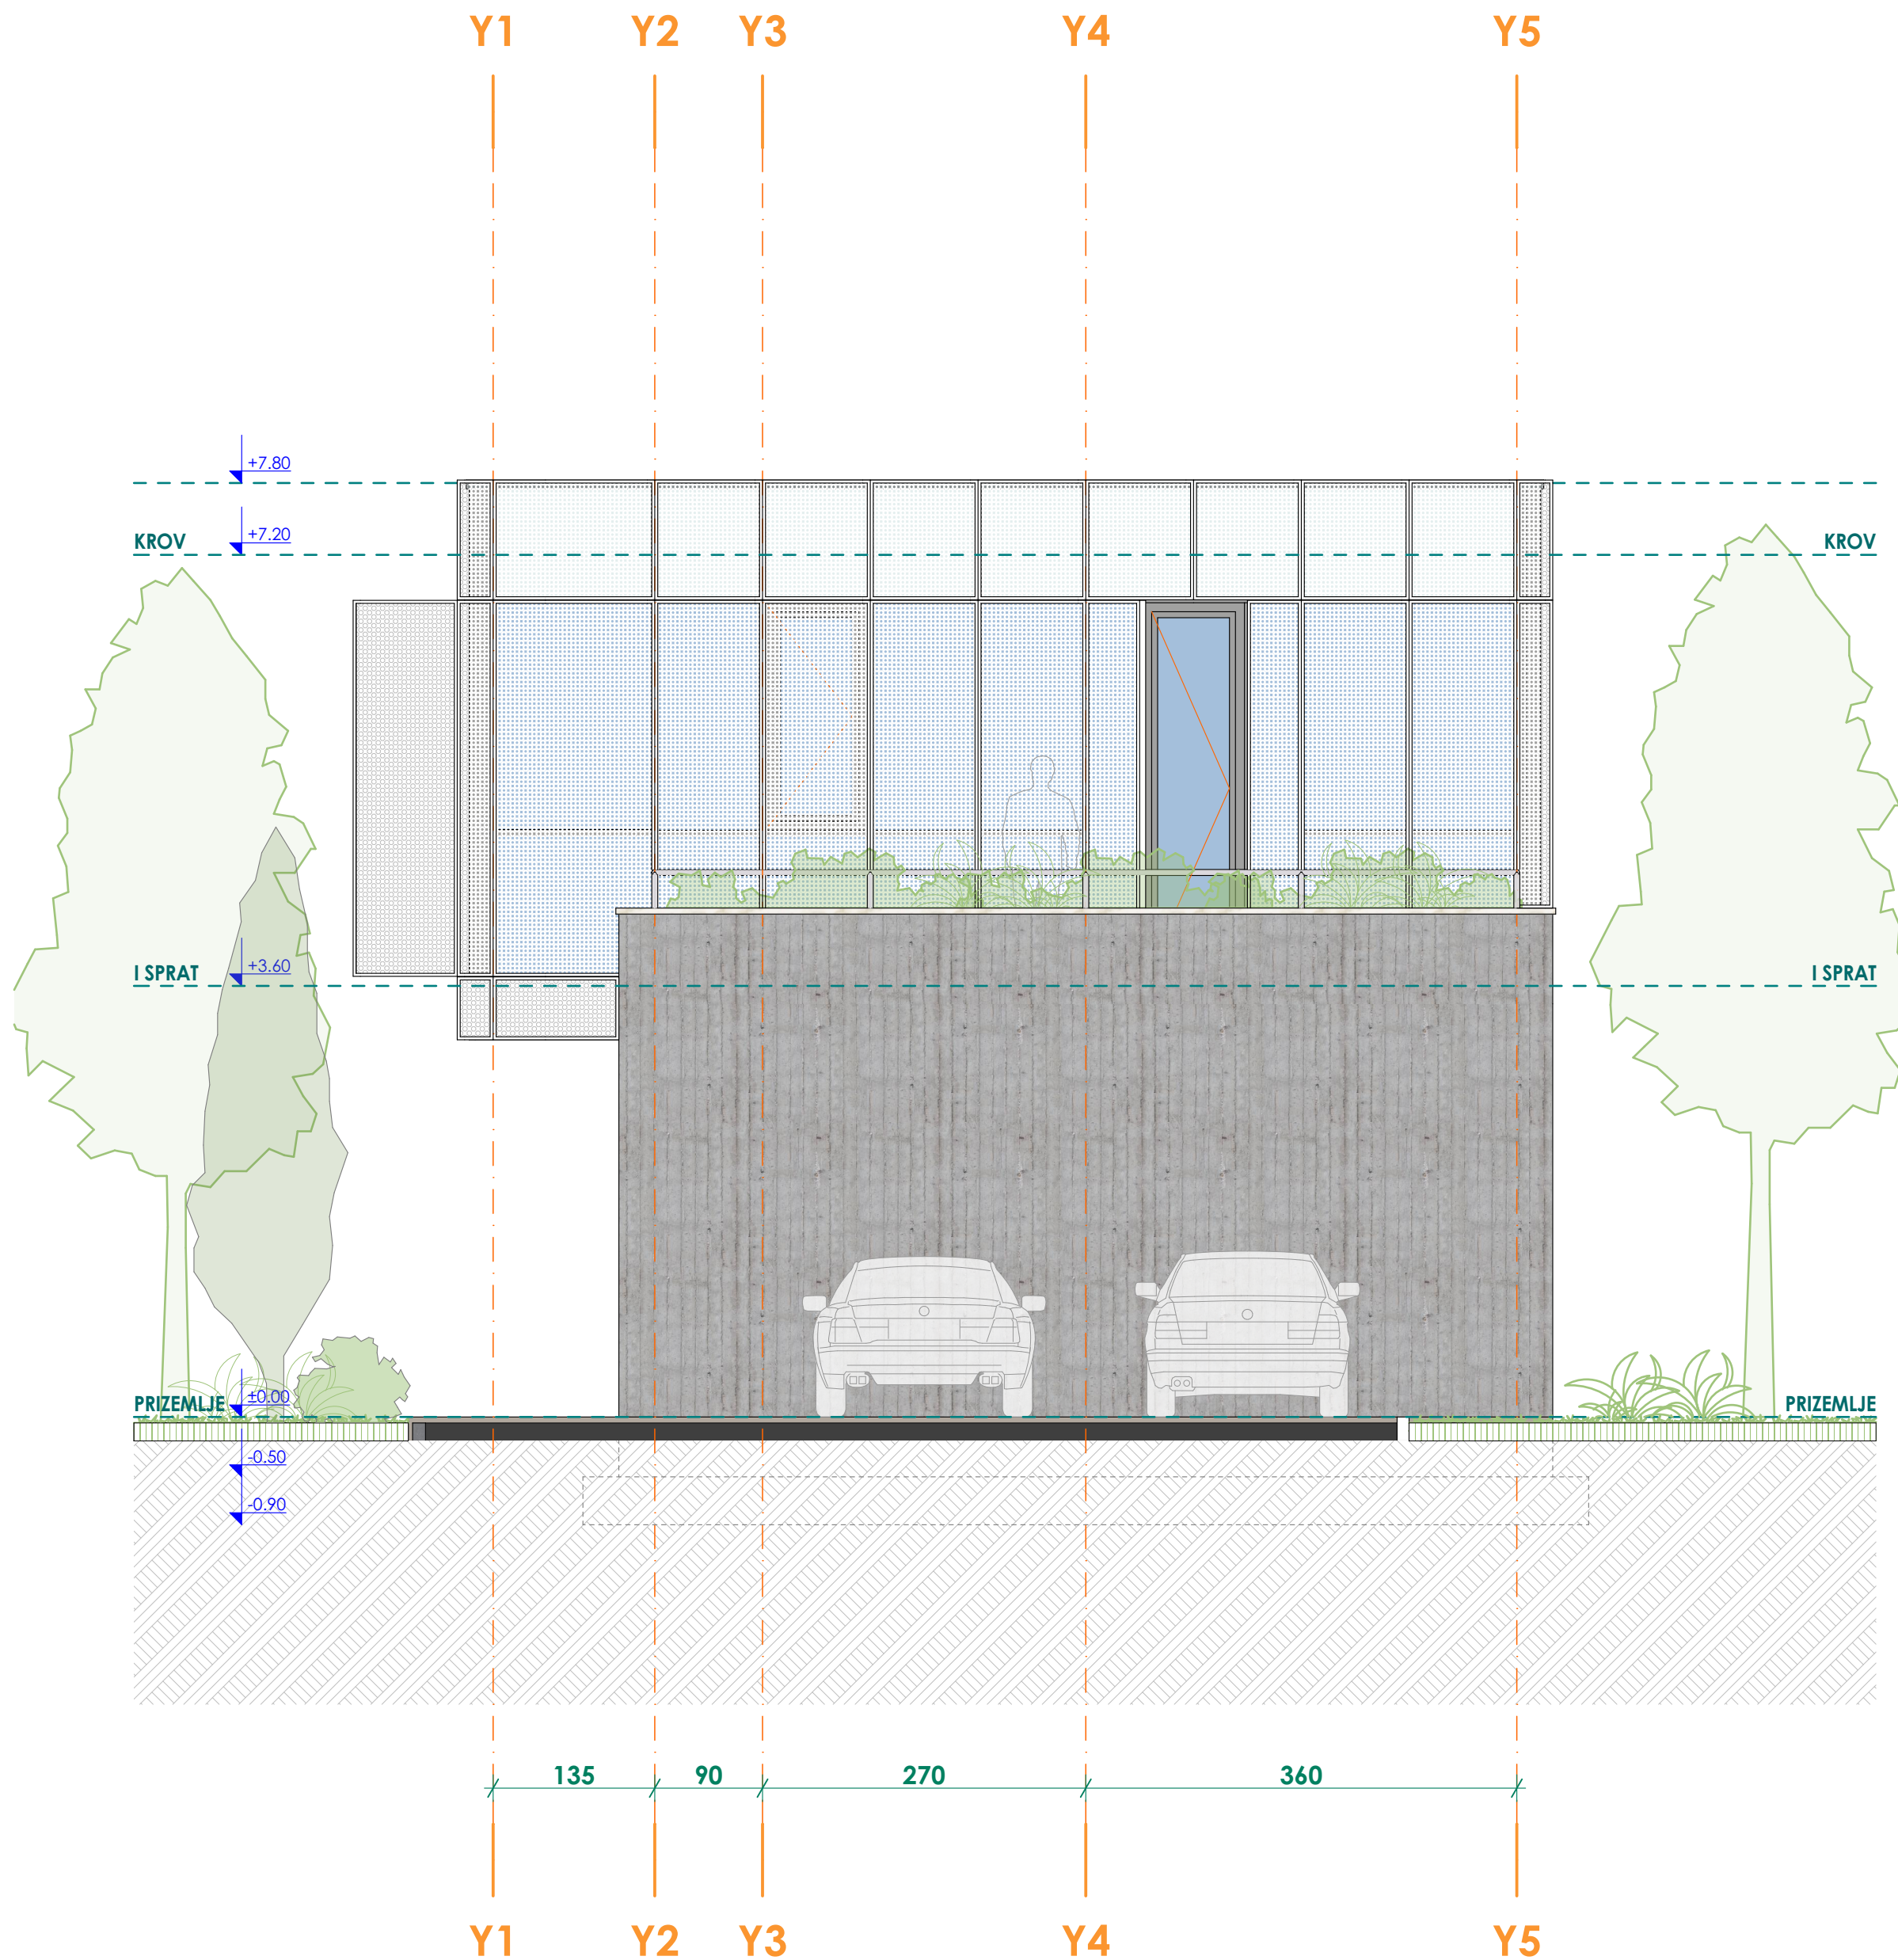 Y1 Y2 Y3 Y4 Y5
+7.80
+7.20
KROV KROV
+3.60
I SPRAT I SPRAT
±0.00
PRIZEMLJE PRIZEMLJE
-0.50
-0.90
135 90 270 360
Y1 Y2 Y3 Y4 Y5